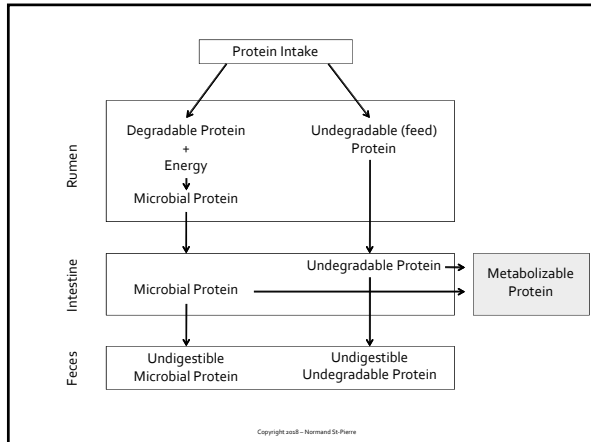 Protein Intake
Rumen
Degradable Protein
+
Energy
Microbial Protein
Undegradable (feed)
Protein
Intestine
Undegradable Protein
Microbial Protein
Metabolizable
Protein
Feces
Undigestible
Microbial Protein
Undigestible
Undegradable Protein
Copyright 2018 – Normand St-Pierre